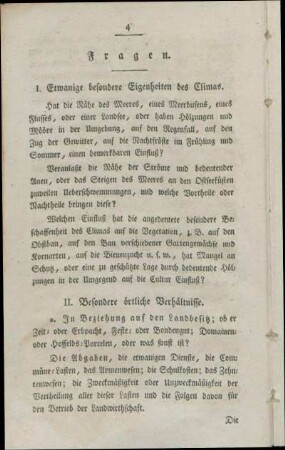 4
Fragen.
I. Etwanige besondere Eigenheiten des Climas.
Hat die Nähe des Meeres, eines Meerbusens, eines
Flusses, oder einer Landsee, oder haben Hölzungen und
Möore in der Umgebung, auf den Regenfall, auf den
Zug der Gewitter, auf die Nachtfröste im Frühling und
Sommer, einen bemerkbaren Einfluß?
Veranlaßt die Nähe der Ströme und bedeutender
Auen, oder das Steigen des Meeres an den Ostseeküsten
zuweilen Ueberschwemmungen, und welche Vortheile oder
Nachtheile bringen diese?
Welchen Einfluß hat die angedeutete besondere Be-
schaffenheit des Climas auf die Vegetation, z. B. auf den
Obstbau, auf den Bau verschiedener Gartengewächse und
Kornarten, auf die Bienenzucht u. s. w., hat Mangel an
Schutz, oder eine zu geschützte Lage durch bedeutende Höl-
zungen in der Umgegend auf die Cultur Einfluß?
II. Besondere örtliche Verhältnisse.
a. In Beziehung auf den Landbesitz; ob er
Zeit- oder Erbpacht, Feste- oder Bondengut; Domainen-
oder Hoffelds-Parcelen, oder was sonst ist?
Die Abgaben, die etwanigen Dienste, die Com-
müne-Lasten, das Armenwesen; die Schulkosten; das Zehn-
tenwesen; die Zweckmäßigkeit oder Unzweckmäßigkeit der
Vertheilung aller dieser Lasten und die Folgen davon für
den Betrieb der Landwirthschaft.
Die